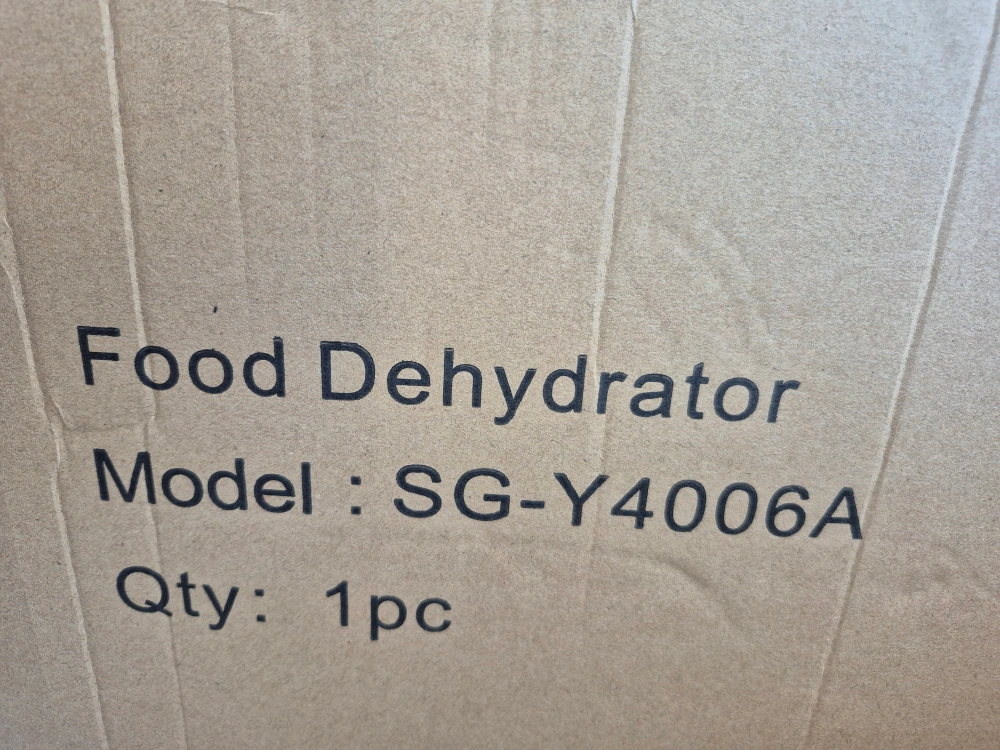 Food Dehydrator
Model : SG-Y4006A
Qty: 1pc